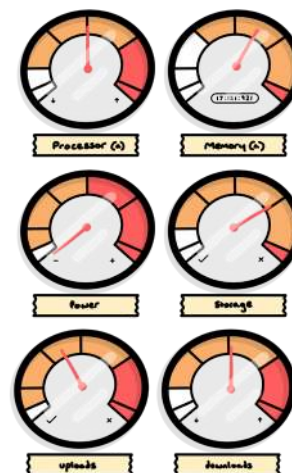 Processor (a)
Memory (a)
Power
Storage
uploads
downloads